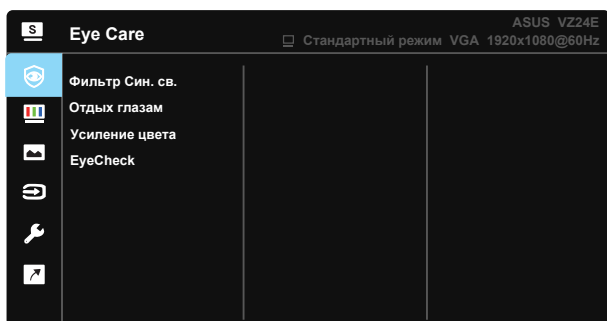 S
Eye Care
ASUS VZ24E
Стандартный режим VGA 1920x1080@60Hz
Фильтр Син. св.
Отдых глазам
Усиление цвета
EyeCheck